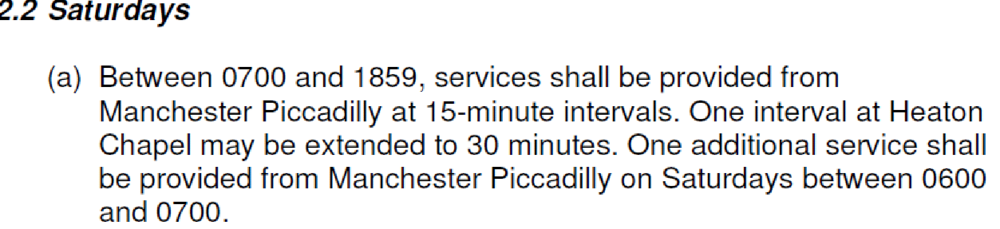 2.2 Saturdays
(a) Between 0700 and 1859, services shall be provided from
Manchester Piccadilly at 15-minute intervals. One interval at Heaton
Chapel may be extended to 30 minutes. One additional service shall
be provided from Manchester Piccadilly on Saturdays between 0600
and 0700.